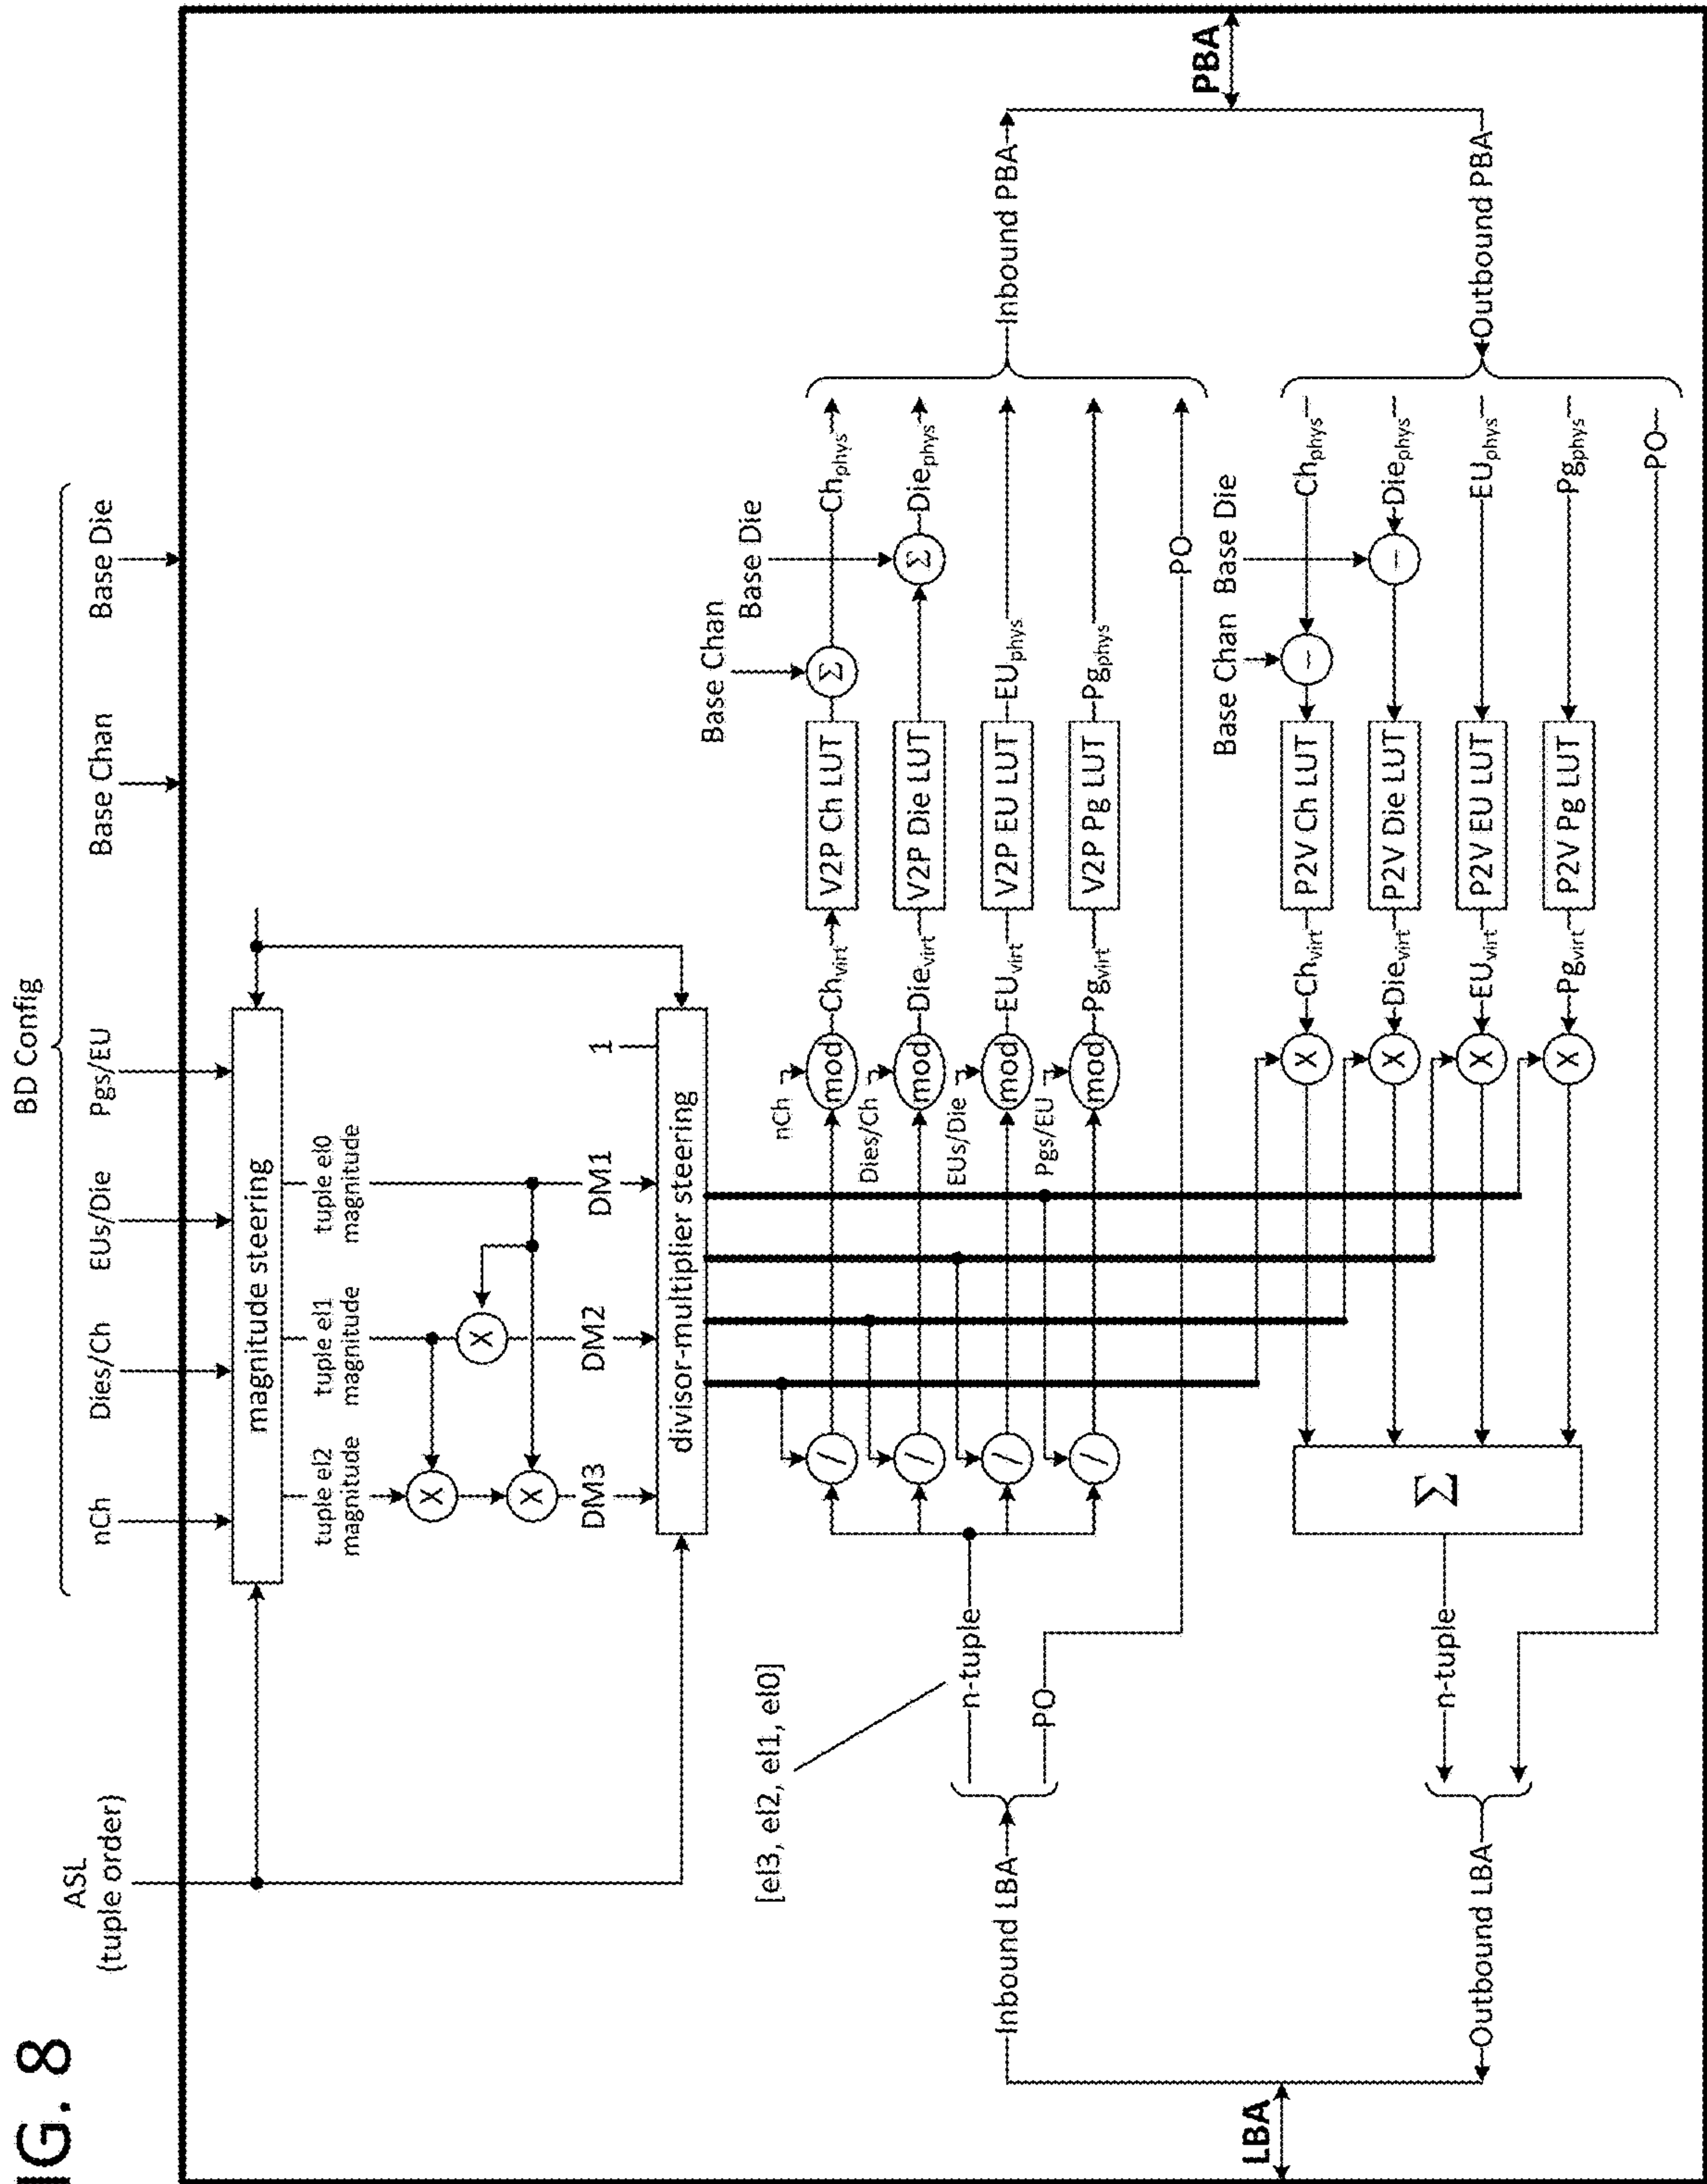 IG. 8
BD Config
ASL
(tuple order)
nCh
Dies/Ch
EUs/Die
Pgs/EU
Base Chan
Base Die
magnitude steering
tuple el2
magnitude
tuple el1
magnitude
tuple el0
magnitude
X
X
X
DM3
DM2
DM1
1
divisor-multiplier steering
[el3, el2, el1, el0]
LBA
Inbound LBA
n-tuple
PO
/
/
/
/
nCh
mod
Dies/Ch
mod
EUs/Die
mod
Pgs/EU
mod
Chvirt
Dievirt
EUvirt
Pgvirt
V2P Ch LUT
V2P Die LUT
V2P EU LUT
V2P Pg LUT
Base Chan
Base Die
Σ
Σ
Chphys
Diephys
EUphys
Pgphys
PO
Inbound PBA
PBA
Outbound LBA
n-tuple
Σ
X
X
X
X
Chvirt
Dievirt
EUvirt
Pgvirt
P2V Ch LUT
P2V Die LUT
P2V EU LUT
P2V Pg LUT
Base Chan
Base Die
−
−
Chphys
Diephys
EUphys
Pgphys
PO
Outbound PBA